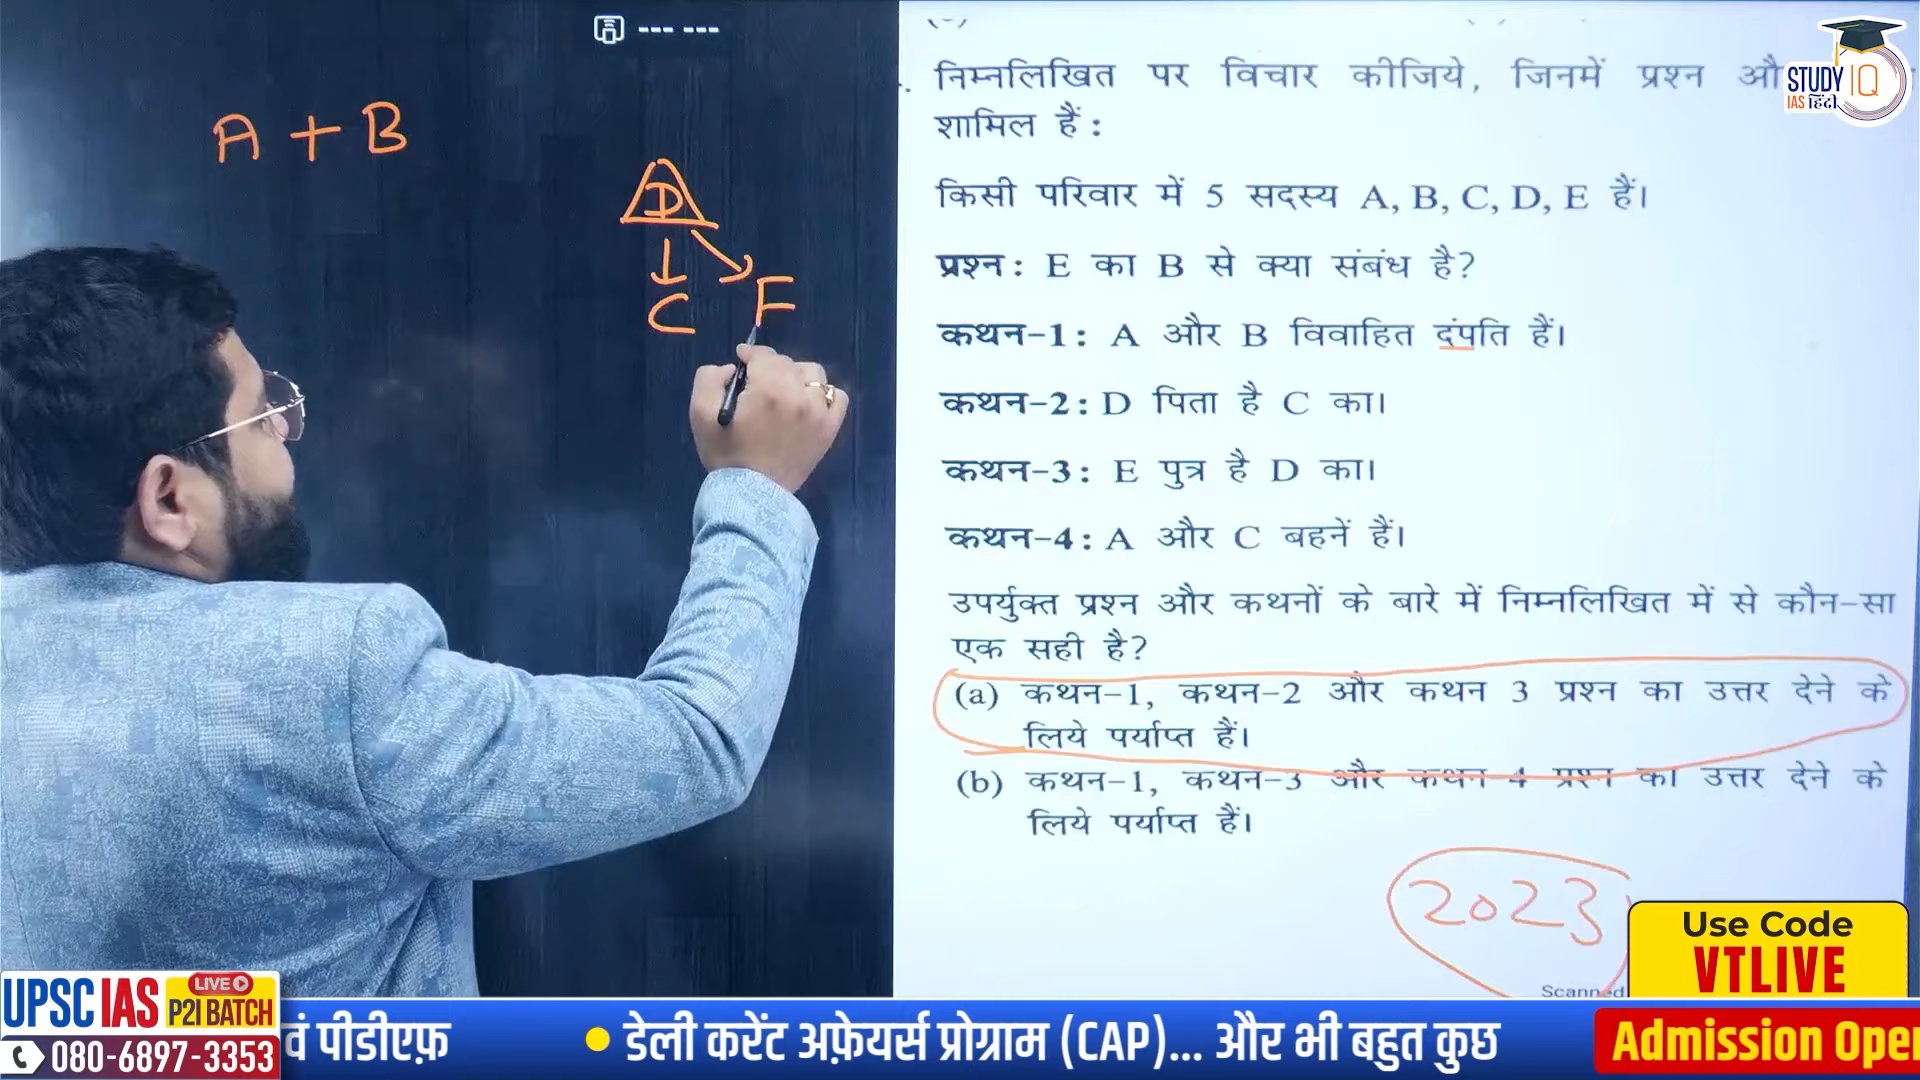 A + B
D
C
निम्नलिखित पर विचार कीजिये, जिनमें प्रश्न
शामिल हैं :
किसी परिवार में 5 सदस्य A, B, C, D, E हैं।
प्रश्न : E का B से क्या संबंध है?
कथन-1 : A और B विवाहित दंपति हैं।
कथन-2 : D पिता है C का।
कथन-3 : E पुत्र है D का।
कथन-4 : A और C बहनें हैं।
उपर्युक्त प्रश्न और कथनों के बारे में निम्नलिखित में से कौन-सा
एक सही है?
(a) कथन-1, कथन-2 और कथन 3 प्रश्न का उत्तर देने के
लिये पर्याप्त हैं।
(b) कथन-1, कथन-3 और कथन 4 प्रश्न का उत्तर देने के
लिये पर्याप्त हैं।
2023
Scanned
STUDY IQ
IAS हिंदी
Use Code
VTLIVE
UPSC IAS LIVE P2I BATCH
080-6897-3353
वं पीडीएफ़ • डेली करेंट अफ़ेयर्स प्रोग्राम (CAP)... और भी बहुत कुछ
Admission Open